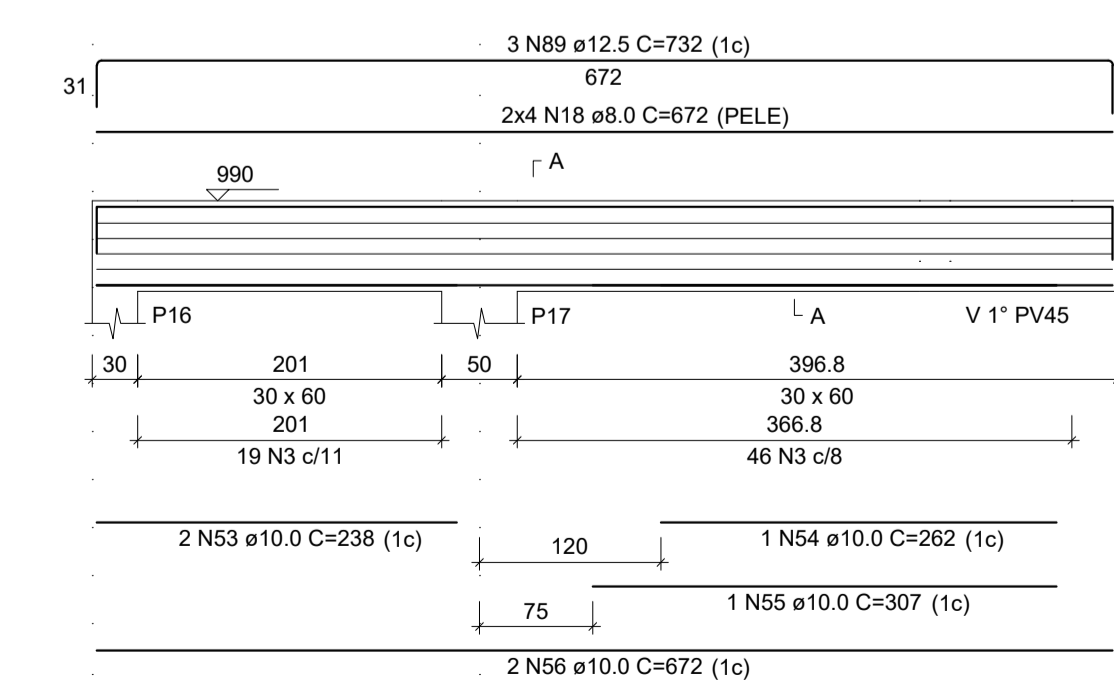 3 N89 ø12.5 C=732 (1c)
31
672
2x4 N18 ø8.0 C=672 (PELE)
A
990
P16
P17
A
V 1° PV45
30
201
50
396.8
30 x 60
30 x 60
201
366.8
19 N3 c/11
46 N3 c/8
2 N53 ø10.0 C=238 (1c)
1 N54 ø10.0 C=262 (1c)
120
1 N55 ø10.0 C=307 (1c)
75
2 N56 ø10.0 C=672 (1c)